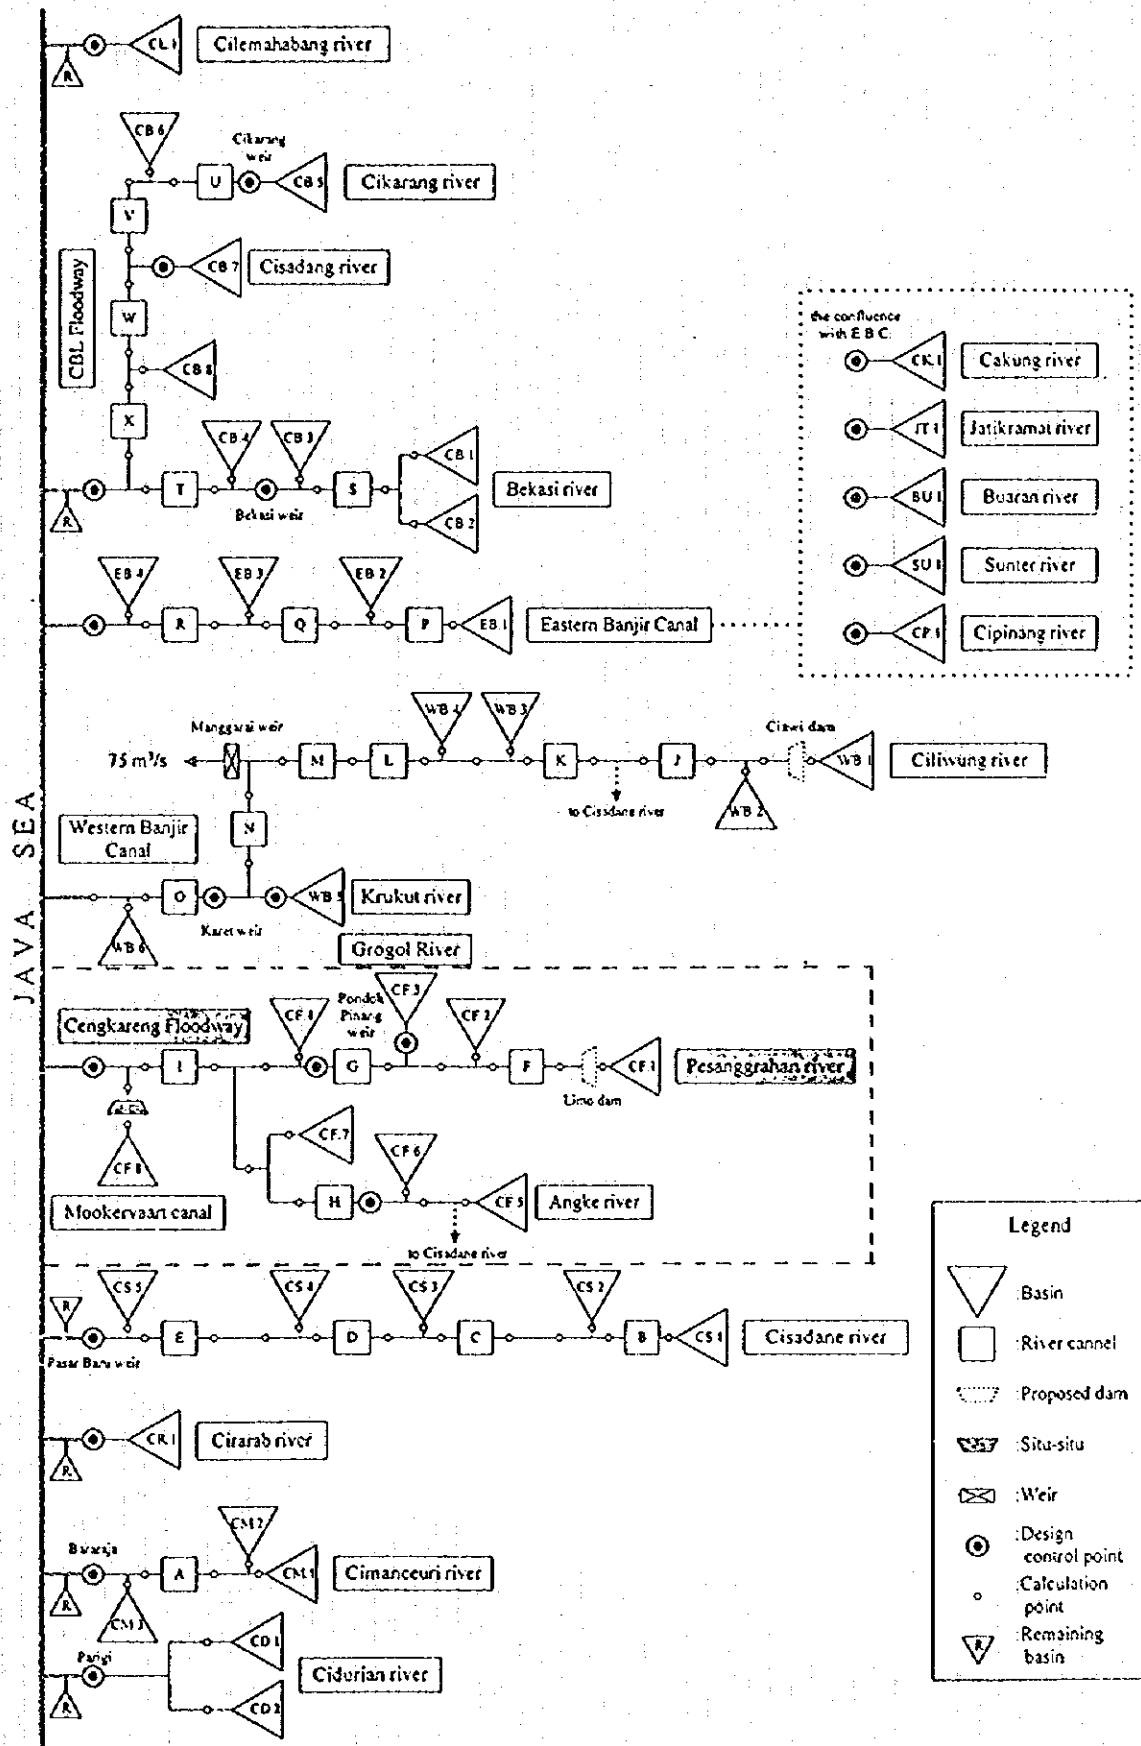 CL.1
Cilemahabang river
R
CB 6
Cikarang
weir
U
CB 5
Cikarang river
V
CB 7
Cisadang river
CBL Floodway
W
CB 8
X
CB 4
CB 3
CB 1
T
S
Bekasi river
Bekasi weir
CB 2
R
the confluence
with E B C
CK.1
Cakung river
JT.1
Jatikramat river
BU 1
Buaran river
SU 1
Sunter river
CP.1
Cipinang river
EB 4
EB 3
EB 2
R
Q
P
EB.1
Eastern Banjir Canal
WB 4
WB 3
Manggarai weir
Ciawi dam
75 m³/s
M
L
K
J
WB 1
Ciliwung river
to Cisadane river
WB 2
JAVA SEA
Western Banjir
Canal
N
O
WB 5
Krukut river
Karet weir
WB 6
Grogol River
CF.3
CF.4
Pondok
Pinang
weir
CF 2
Cengkareng Floodway
I
G
F
CF.1
Pesanggrahan river
Limo dam
CF.7
CF 6
CF 8
H
CF 5
Angke river
Mookervaart canal
to Cisadane river
R
CS 5
CS 4
CS 3
CS 2
E
D
C
B
CS 1
Cisadane river
Pasar Baru weir
CR.1
Cirarab river
R
CM 2
Balaraja
A
CM.1
Cimanceuri river
R
CM 3
Parigi
CD 1
Cidurian river
R
CD 2
Legend
:Basin
:River cannel
:Proposed dam
:Situ-situ
:Weir
:Design
control point
:Calculation
point
R
:Remaining
basin